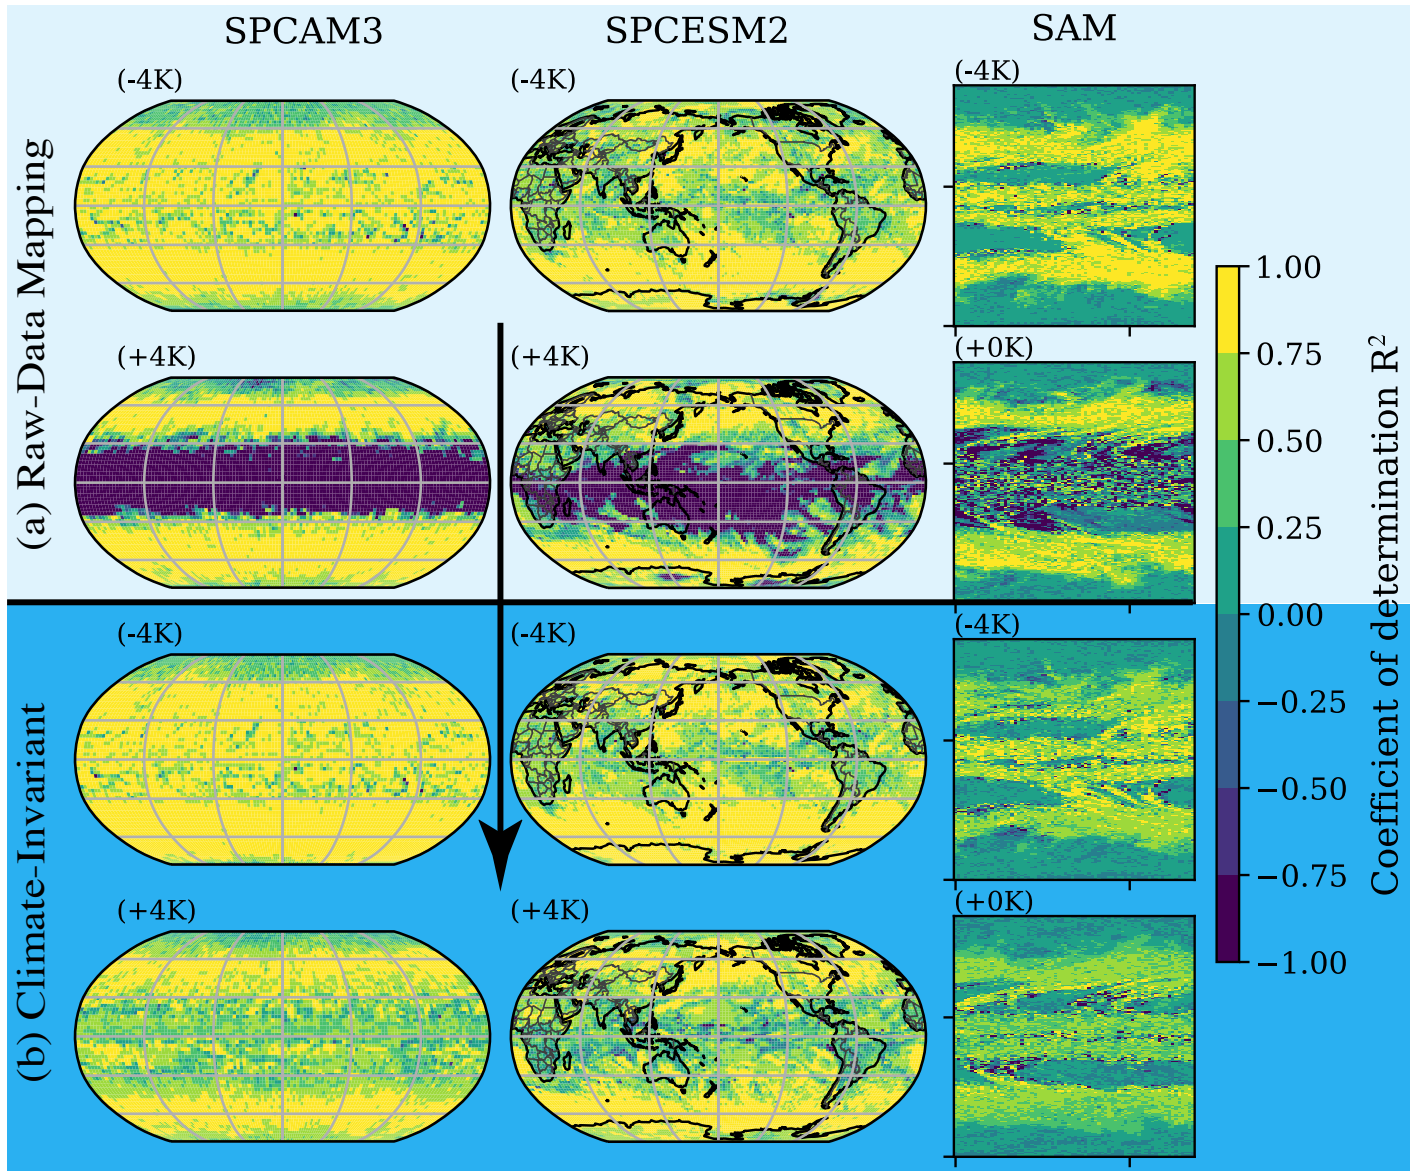 SPCAM3
SPCESM2
SAM
(a) Raw-Data Mapping
(-4K)
(-4K)
(-4K)
(+4K)
(+4K)
(+0K)
(b) Climate-Invariant
(-4K)
(-4K)
(-4K)
(+4K)
(+4K)
(+0K)
1.00
0.75
0.50
0.25
0.00
−0.25
−0.50
−0.75
−1.00
Coefficient of determination R²